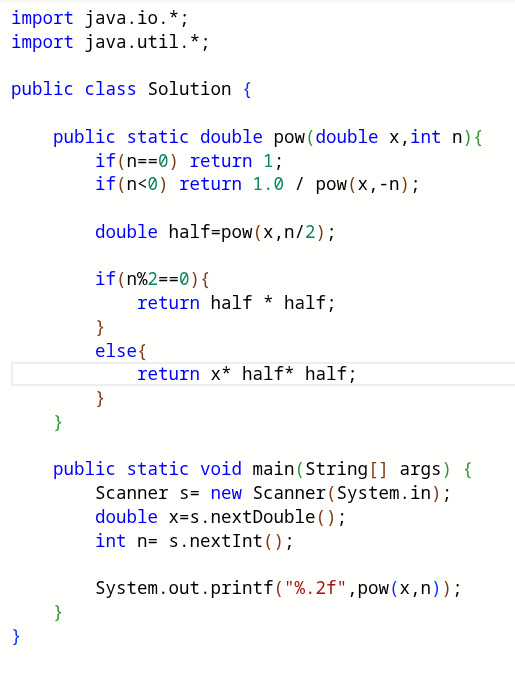 import java.io.*;
import java.util.*;

public class Solution {

    public static double pow(double x,int n){
        if(n==0) return 1;
        if(n<0) return 1.0 / pow(x,-n);

        double half=pow(x,n/2);

        if(n%2==0){
            return half * half;
        }
        else{
            return x* half* half;
        }
    }

    public static void main(String[] args) {
        Scanner s= new Scanner(System.in);
        double x=s.nextDouble();
        int n= s.nextInt();

        System.out.printf("%.2f",pow(x,n));
    }
}